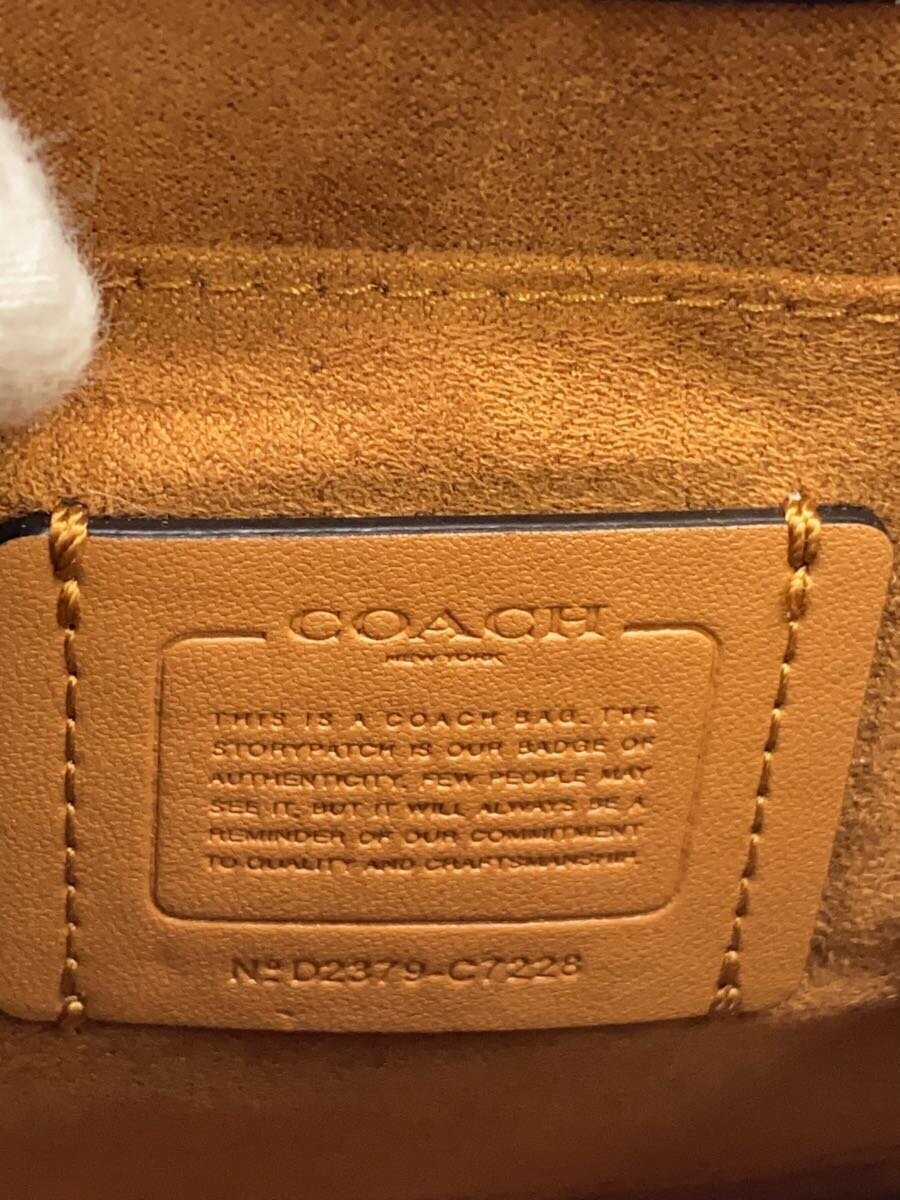 COACH
NEW YORK
THIS IS A COACH BAG. THE
STORYPATCH IS OUR BADGE OF
AUTHENTICITY. FEW PEOPLE MAY
SEE IT, BUT IT WILL ALWAYS BE A
REMINDER OF OUR COMMITMENT
TO QUALITY AND CRAFTSMANSHIP.
Nº D2379-C7228